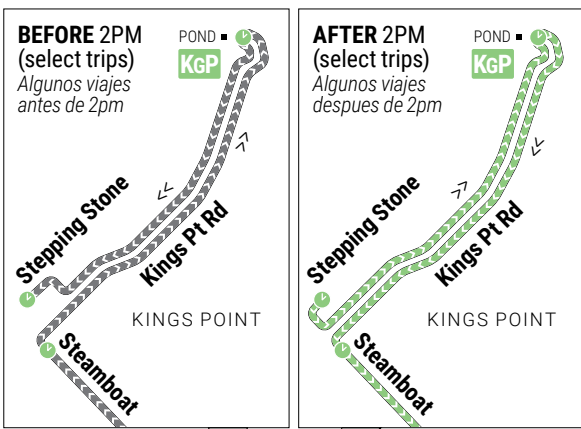 BEFORE 2PM
(select trips)
Algunos viajes
antes de 2pm
POND
KGP
>>
<<
Stepping Stone
Kings Pt Rd
KINGS POINT
Steamboat
AFTER 2PM
(select trips)
Algunos viajes
despues de 2pm
POND
KGP
>>
<<
Stepping Stone
Kings Pt Rd
KINGS POINT
Steamboat